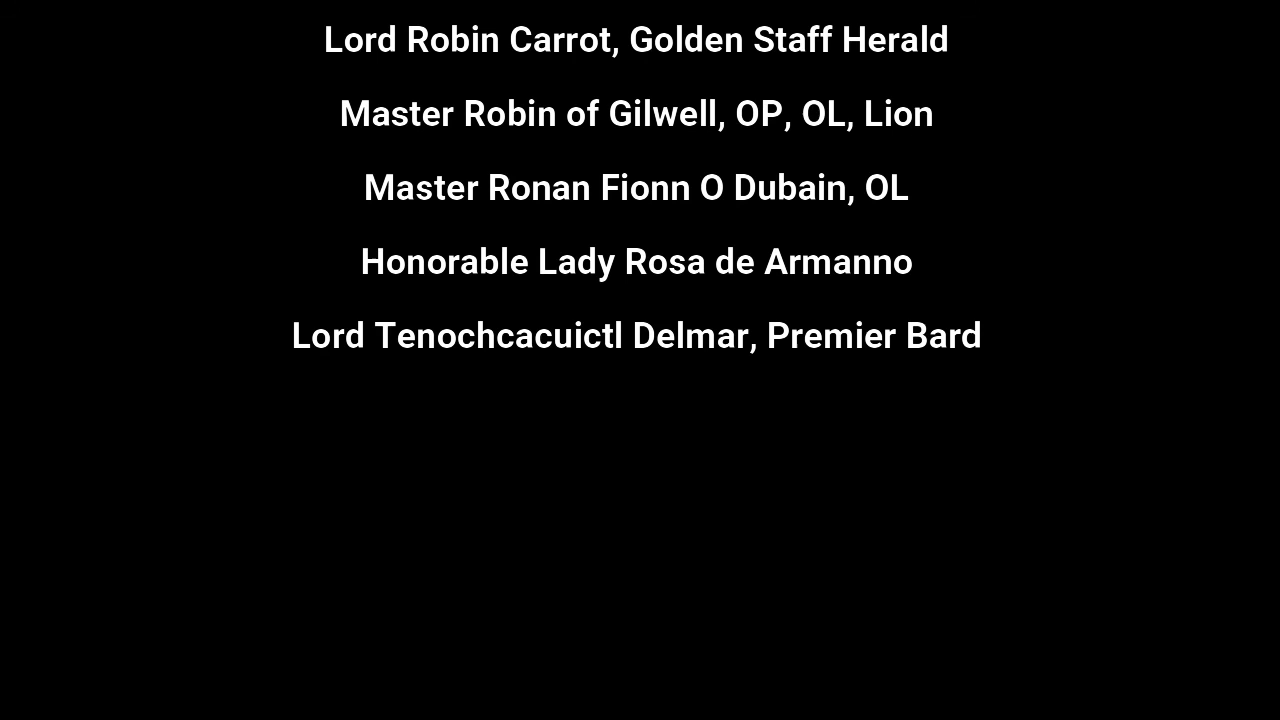 Lord Robin Carrot, Golden Staff Herald
Master Robin of Gilwell, OP, OL, Lion
Master Ronan Fionn O Dubain, OL
Honorable Lady Rosa de Armanno
Lord Tenochcacuictl Delmar, Premier Bard